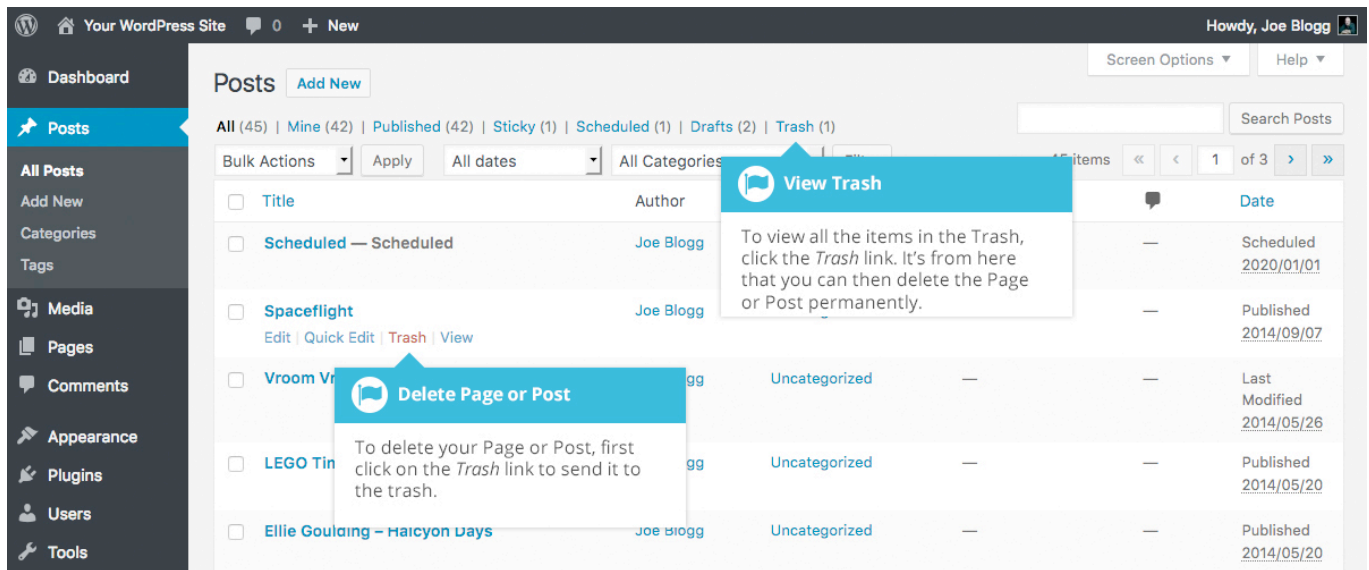 Your WordPress Site 0 + New Howdy, Joe Blogg
Dashboard
Posts
All Posts
Add New
Categories
Tags
Media
Pages
Comments
Appearance
Plugins
Users
Tools
Screen Options ▼ Help ▼
Posts Add New
All (45) | Mine (42) | Published (42) | Sticky (1) | Scheduled (1) | Drafts (2) | Trash (1)
Search Posts
Bulk Actions Apply All dates All Categories items « ‹ 1 of 3 › »
Title Author Date
Scheduled — Scheduled Joe Blogg — Scheduled
2020/01/01
Spaceflight Joe Blogg — Published
2014/09/07
Edit | Quick Edit | Trash | View
Vroom Uncategorized — — Last
Modified
2014/05/26
LEGO Uncategorized — — Published
2014/05/20
Ellie Goulding – Halcyon Days Joe Blogg Uncategorized — — Published
2014/05/20
View Trash
To view all the items in the Trash,
click the Trash link. It's from here
that you can then delete the Page
or Post permanently.
Delete Page or Post
To delete your Page or Post, first
click on the Trash link to send it to
the trash.